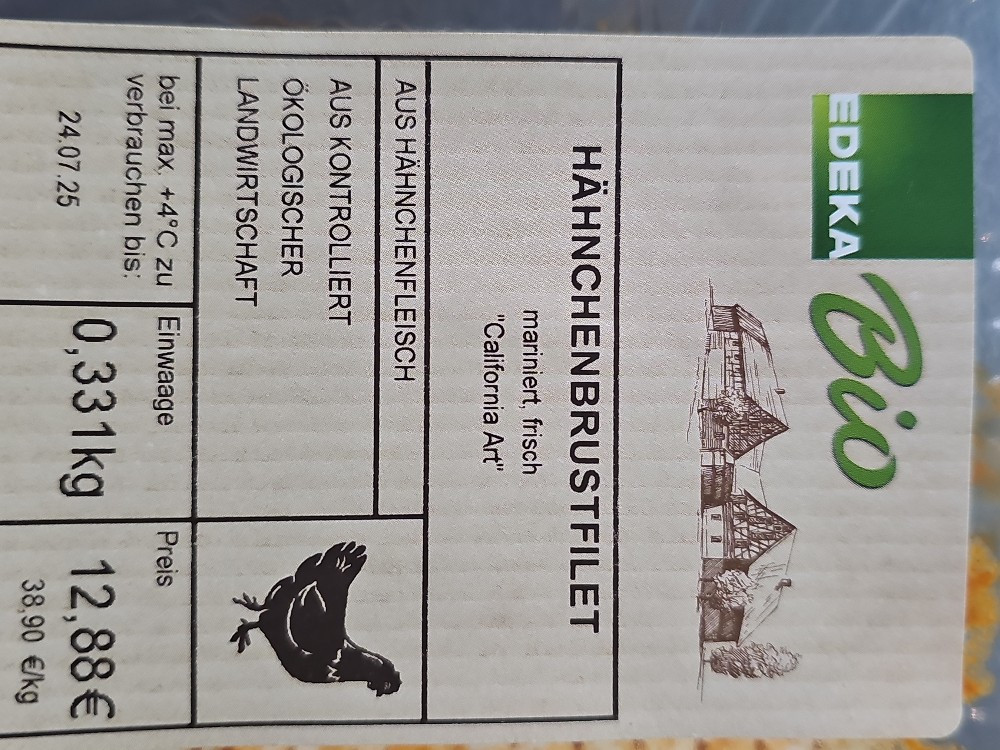 EDEKA
Bio
HÄHNCHENBRUSTFILET
mariniert, frisch
"California Art"
AUS HÄHNCHENFLEISCH
AUS KONTROLLIERT
ÖKOLOGISCHER
LANDWIRTSCHAFT
bei max. +4°C zu
verbrauchen bis:
24.07.25
Einwaage
0,331kg
Preis
12,88€
38,90 €/kg